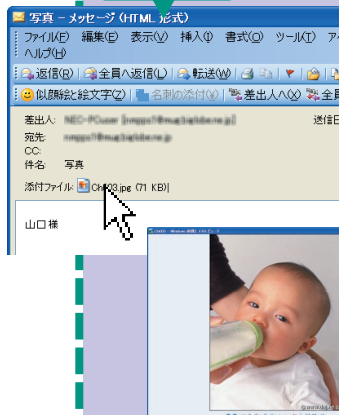 写真 - メッセージ (HTML 形式)
ファイル(F) 編集(E) 表示(V) 挿入(I) 書式(O) ツール(T) ア
ヘルプ(H)
返信(R) 全員へ返信(L) 転送(W)
似顔絵と絵文字(Z) 名刺の添付(V) 差出人へ(X) 全員
差出人: 送信日
宛先:
CC:
件名: 写真
添付ファイル: .jpg (71 KB)
山口様